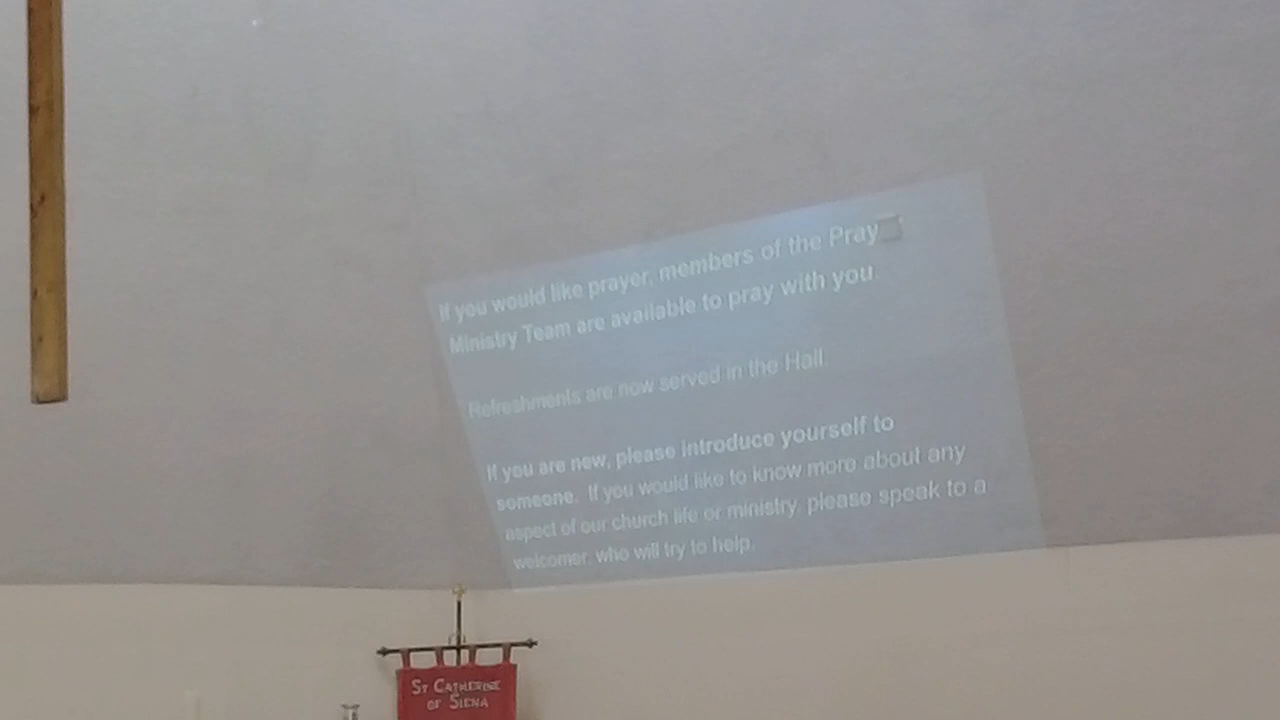 If you would like prayer, members of the Pray
Ministry Team are available to pray with you.
Refreshments are now served in the Hall.
If you are new, please introduce yourself to
someone. If you would like to know more about any
aspect of our church life or ministry, please speak to a
welcomer, who will try to help.
ST CATHERINE
OF SIENA